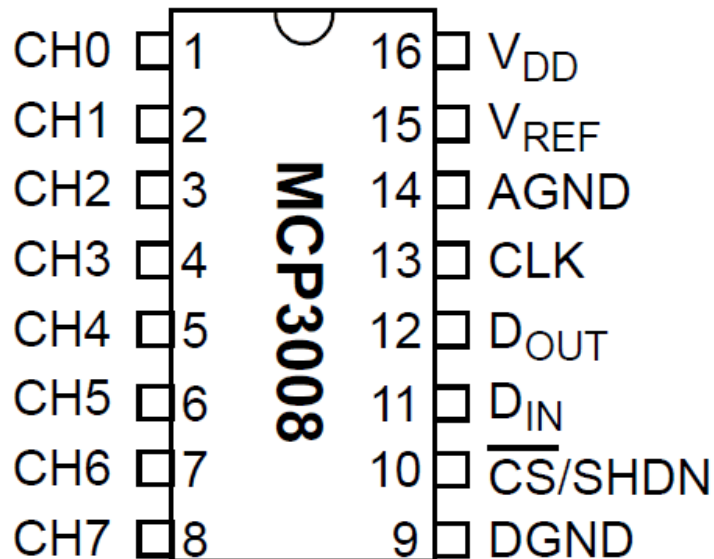 CH0 1 16 VDD
CH1 2 15 VREF
CH2 3 14 AGND
CH3 4 13 CLK
CH4 5 12 DOUT
CH5 6 11 DIN
CH6 7 10 C̅S̅/SHDN
CH7 8 9 DGND
MCP3008